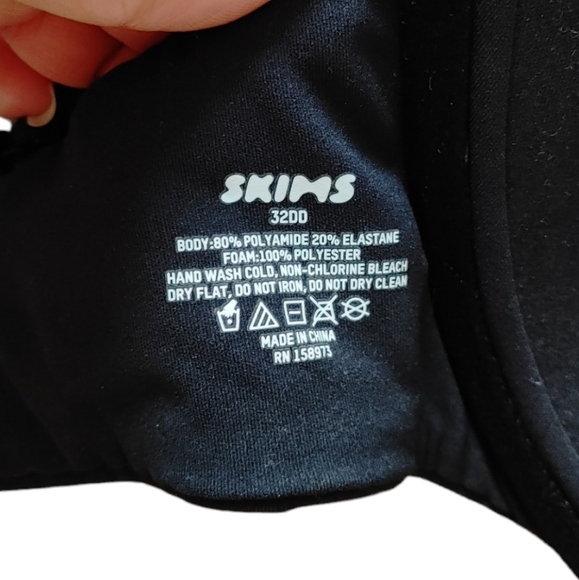 SKIMS
32DD
BODY:80% POLYAMIDE 20% ELASTANE
FOAM:100% POLYESTER
HAND WASH COLD, NON-CHLORINE BLEACH
DRY FLAT, DO NOT IRON, DO NOT DRY CLEAN
MADE IN CHINA
RN 158973